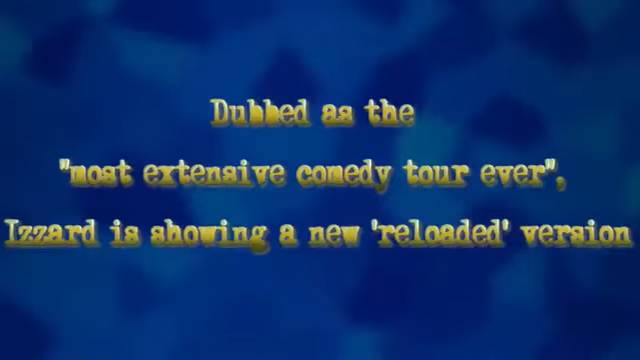 Dubbed as the
"most extensive comedy tour ever",
Izzard is showing a new 'reloaded' version